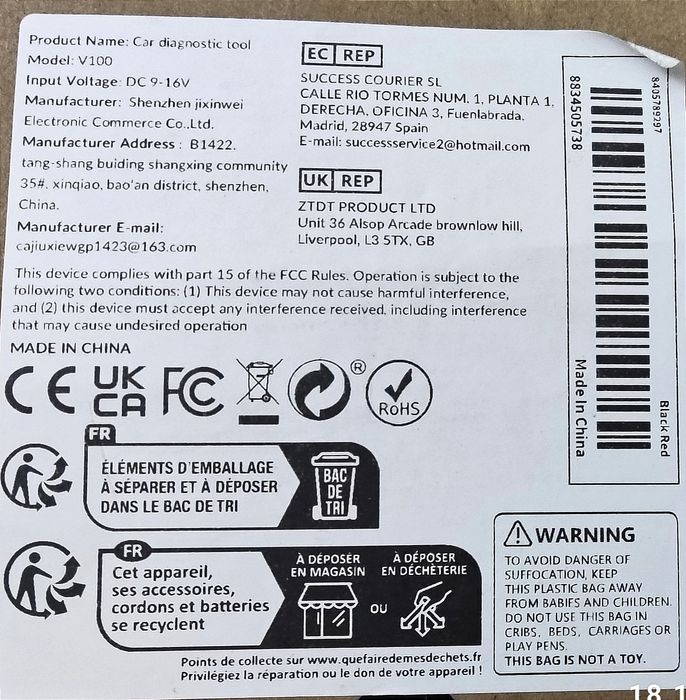 Product Name: Car diagnostic tool
Model: V100
Input Voltage: DC 9-16V
Manufacturer: Shenzhen jixinwei
Electronic Commerce Co.,Ltd.
Manufacturer Address : B1422.
tang-shang buiding shangxing community
35#. xinqiao, bao'an district, shenzhen,
China.
Manufacturer E-mail:
cajiuxiewgp1423@163.com
EC REP
SUCCESS COURIER SL
CALLE RIO TORMES NUM. 1, PLANTA 1,
DERECHA, OFICINA 3, Fuenlabrada,
Madrid, 28947 Spain
E-mail: successservice2@hotmail.com
UK REP
ZTDT PRODUCT LTD
Unit 36 Alsop Arcade brownlow hill,
Liverpool, L3 5TX, GB
8405789297
8834505738
Made In China
Black Red
This device complies with part 15 of the FCC Rules. Operation is subject to the
following two conditions: (1) This device may not cause harmful interference,
and (2) this device must accept any interference received. including interference
that may cause undesired operation
MADE IN CHINA
CE UK CA FC ® RoHS
FR
ÉLÉMENTS D'EMBALLAGE
À SÉPARER ET À DÉPOSER
DANS LE BAC DE TRI
BAC
DE
TRI
FR
Cet appareil,
ses accessoires,
cordons et batteries
se recyclent
À DÉPOSER
EN MAGASIN
OU
À DÉPOSER
EN DÉCHÈTERIE
Points de collecte sur www.quefairedemesdechets.fr
Privilégiez la réparation ou le don de votre appareil !
WARNING
TO AVOID DANGER OF
SUFFOCATION, KEEP
THIS PLASTIC BAG AWAY
FROM BABIES AND CHILDREN.
DO NOT USE THIS BAG IN
CRIBS, BEDS, CARRIAGES OR
PLAY PENS.
THIS BAG IS NOT A TOY.